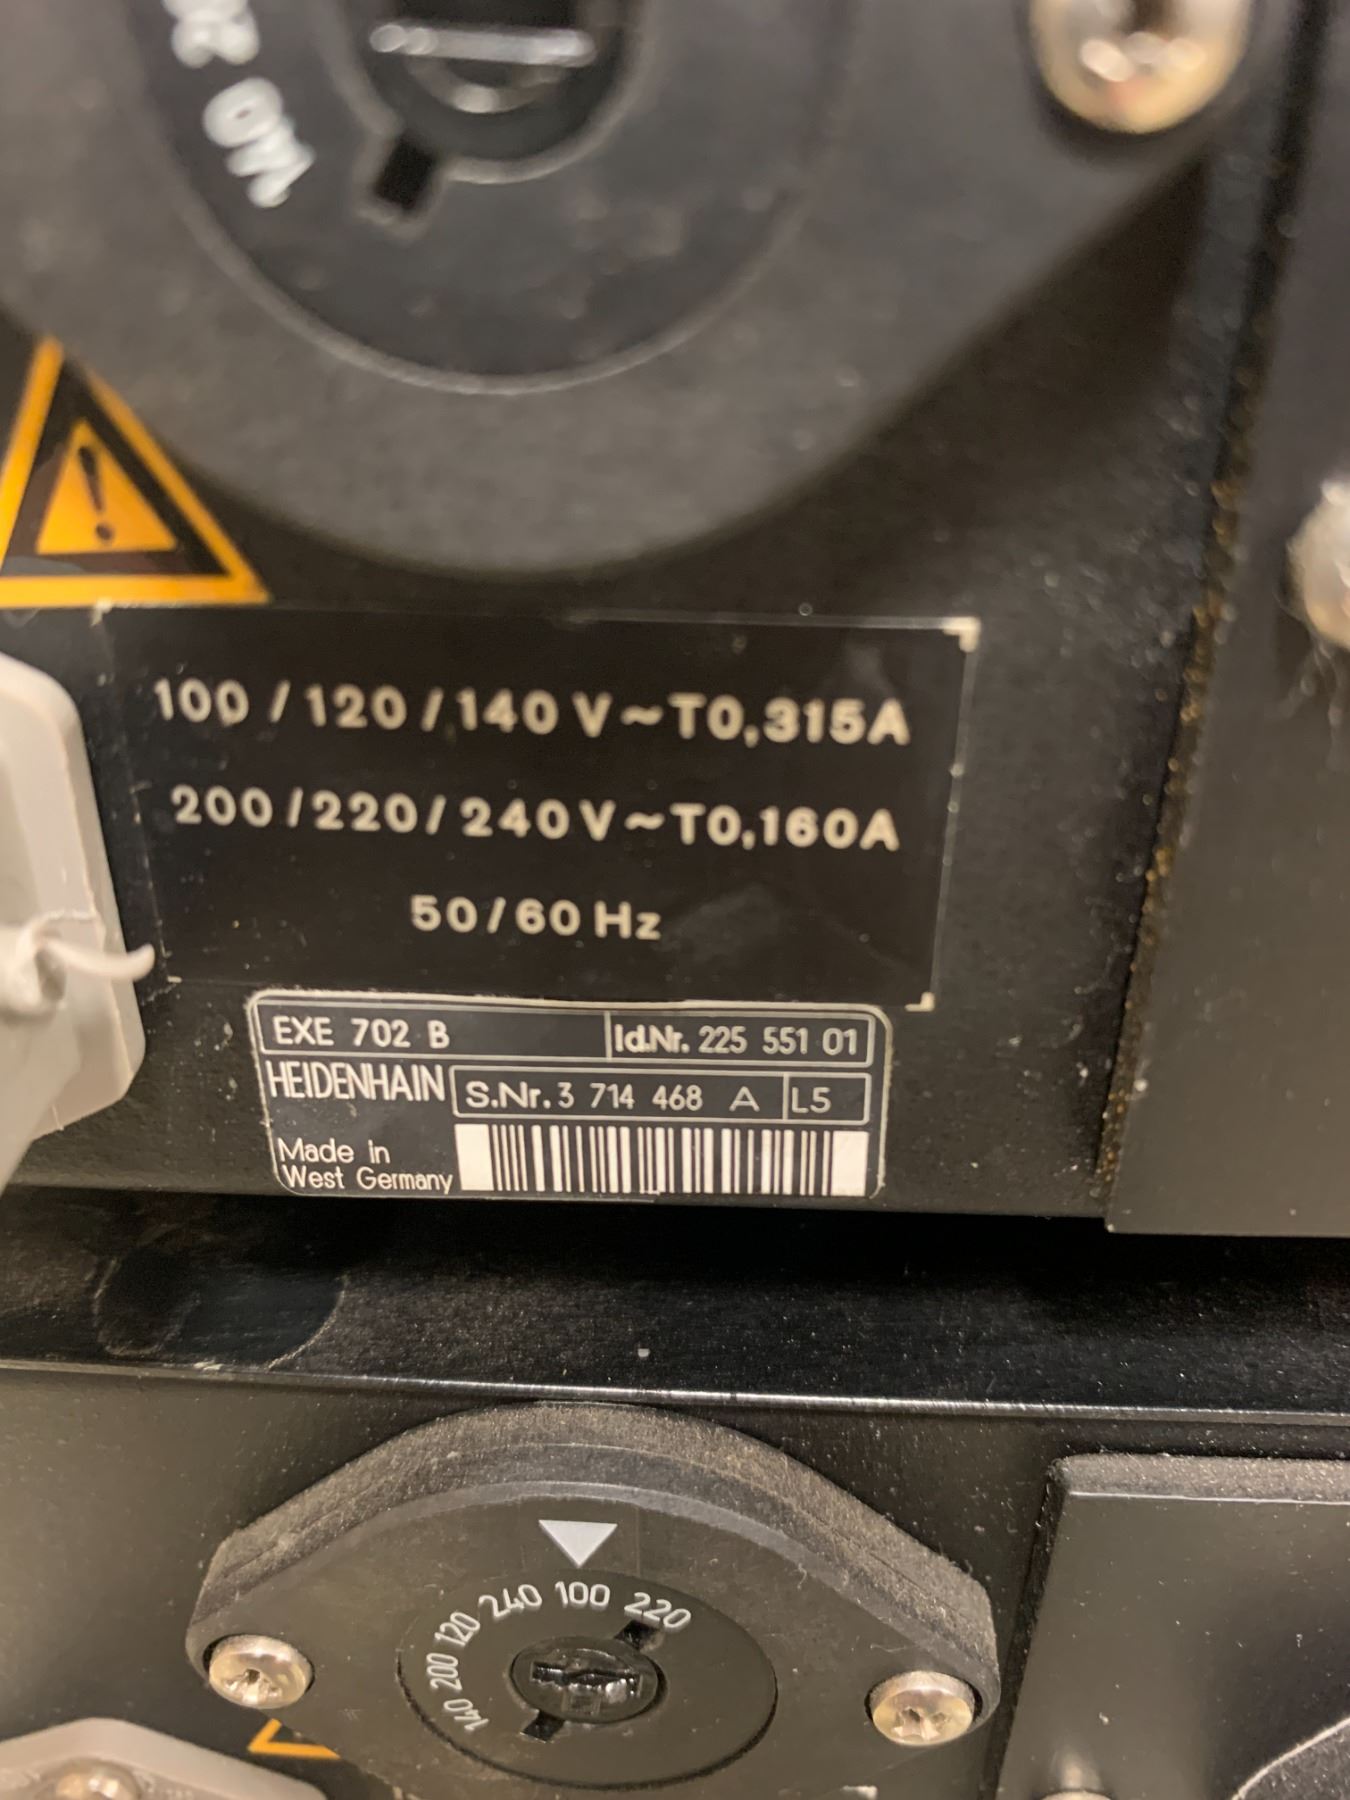 140
100 / 120 / 140 V ~ T0,315A
200 / 220 / 240 V ~ T0,160A
50 / 60 Hz
EXE 702 B Id.Nr. 225 551 01
HEIDENHAIN S.Nr. 3 714 468 A L5
Made in
West Germany
140 200 120 240 100 220